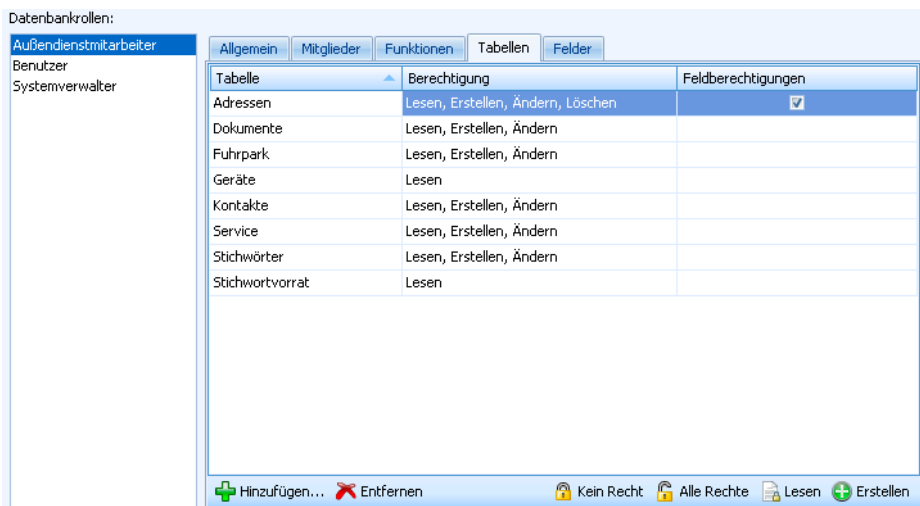 Datenbankrollen:
Außendienstmitarbeiter
Benutzer
Systemverwalter
Allgemein Mitglieder Funktionen Tabellen Felder
Tabelle Berechtigung Feldberechtigungen
Adressen Lesen, Erstellen, Ändern, Löschen
Dokumente Lesen, Erstellen, Ändern
Fuhrpark Lesen, Erstellen, Ändern
Geräte Lesen
Kontakte Lesen, Erstellen, Ändern
Service Lesen, Erstellen, Ändern
Stichwörter Lesen, Erstellen, Ändern
Stichwortvorrat Lesen
Hinzufügen... Entfernen Kein Recht Alle Rechte Lesen Erstellen